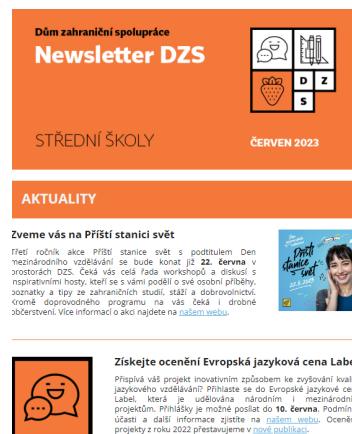 Dům zahraniční spolupráce
Newsletter DZS
D Z
S
STŘEDNÍ ŠKOLY
ČERVEN 2023
AKTUALITY
Zveme vás na Příští stanici svět
Třetí ročník akce Příští stanice svět s podtitulem Den
mezinárodního vzdělávání se bude konat již 22. června v
prostorách DZS. Čeká vás celá řada workshopů a diskusí s
inspirativními hosty, kteří se s vámi podělí o své osobní příběhy,
poznatky a tipy ze zahraničních studií, stáží a dobrovolnictví.
Kromě doprovodného programu na vás čeká i drobné
občerstvení. Více informací o akci najdete na našem webu.
Příští
stanice
svět
Získejte ocenění Evropská jazyková cena Labe
Přispívá váš projekt inovativním způsobem ke zvyšování kvali
jazykového vzdělávání? Přihlaste se do Evropské jazykové cen
Label, která je udělována národním i mezinárodní
projektům. Přihlášky je možné posílat do 10. června. Podmín
účasti a další informace zjistíte na našem webu. Oceněn
projekty z roku 2022 představujeme v nové publikaci.